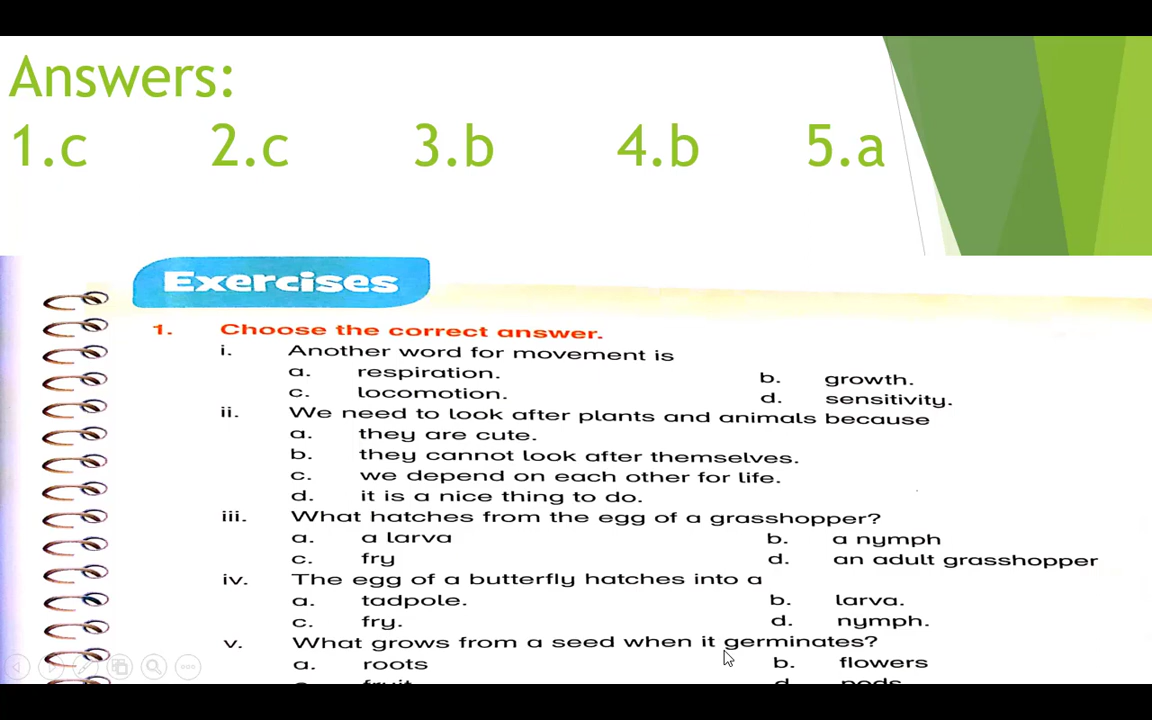 Answers:
1.c 2.c 3.b 4.b 5.a
Exercises
1. Choose the correct answer.
i. Another word for movement is
a. respiration. b. growth.
c. locomotion. d. sensitivity.
ii. We need to look after plants and animals because
a. they are cute.
b. they cannot look after themselves.
c. we depend on each other for life.
d. it is a nice thing to do.
iii. What hatches from the egg of a grasshopper?
a. a larva b. a nymph
c. fry d. an adult grasshopper
iv. The egg of a butterfly hatches into a
a. tadpole. b. larva.
c. fry. d. nymph.
v. What grows from a seed when it germinates?
a. roots b. flowers
c. fruit d. pods